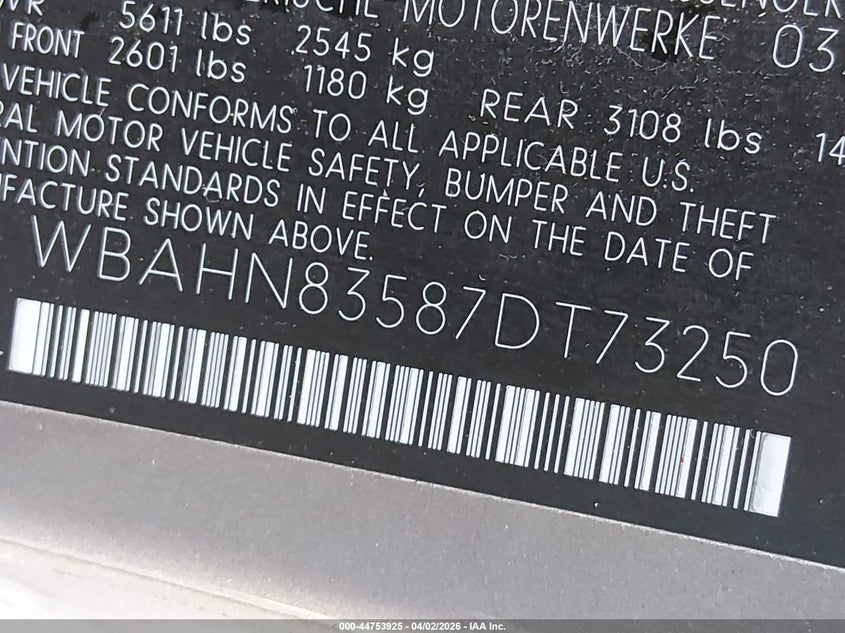 MOTORENWERKE 03
5611 lbs 2545 kg
FRONT 2601 lbs 1180 kg REAR 3108 lbs 14
VEHICLE CONFORMS TO ALL APPLICABLE U.S.
RAL MOTOR VEHICLE SAFETY, BUMPER AND THEFT
NTION STANDARDS IN EFFECT ON THE DATE OF
UFACTURE SHOWN ABOVE.
WBAHN83587DT73250
000-44753925 - 04/02/2026 - IAA Inc.